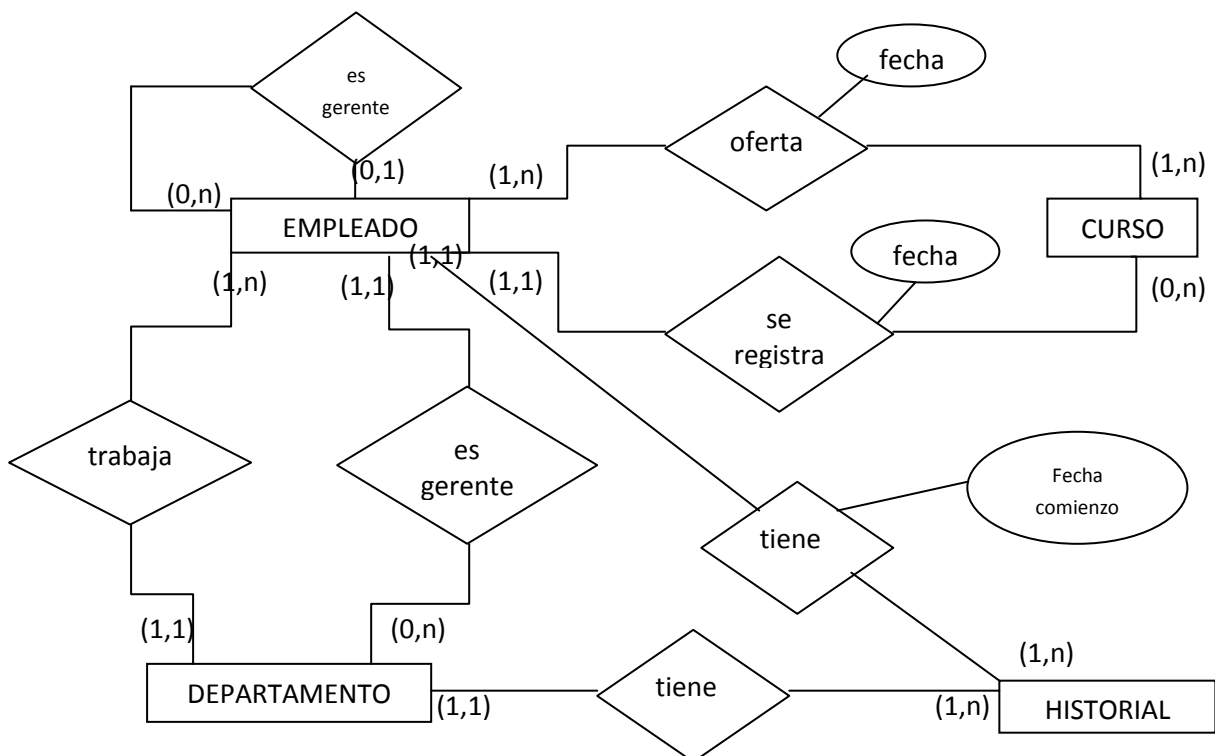 fecha
es
gerente
oferta
(0,1)
(1,n)
(1,n)
(0,n)
EMPLEADO
CURSO
(1,1)
fecha
(1,n)
(1,1)
(1,1)
(0,n)
se
registra
trabaja
es
gerente
Fecha
comienzo
tiene
(1,1)
(0,n)
(1,n)
DEPARTAMENTO
tiene
(1,1)
(1,n)
HISTORIAL